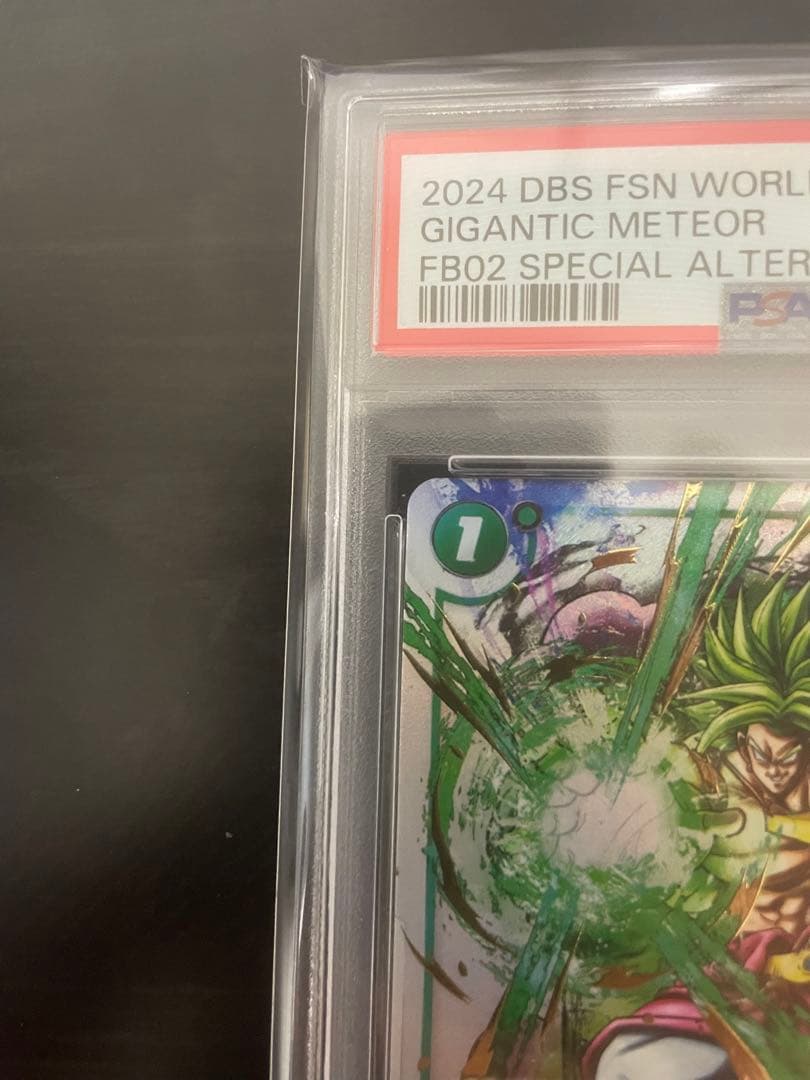 2024 DBS FSN WORL
GIGANTIC METEOR
FB02 SPECIAL ALTER
PSA
1